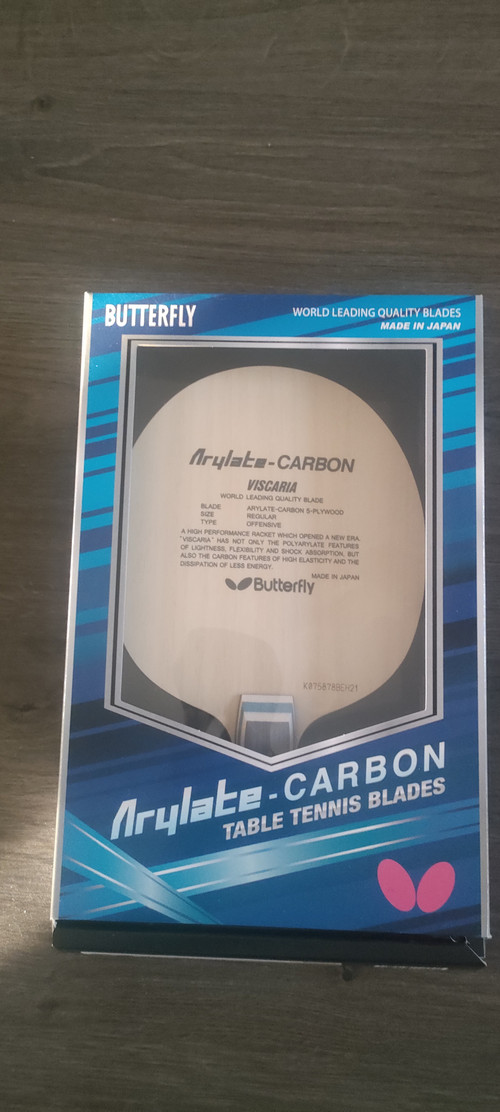 BUTTERFLY
WORLD LEADING QUALITY BLADES
MADE IN JAPAN
Arylate-CARBON
VISCARIA
WORLD LEADING QUALITY BLADE
BLADE ARYLATE-CARBON 5-PLYWOOD
SIZE REGULAR
TYPE OFFENSIVE
A HIGH PERFORMANCE RACKET WHICH OPENED A NEW ERA.
"VISCARIA" HAS NOT ONLY THE POLYARYLATE FEATURES
OF LIGHTNESS, FLEXIBILITY AND SHOCK ABSORPTION, BUT
ALSO THE CARBON FEATURES OF HIGH ELASTICITY AND THE
DISSIPATION OF LESS ENERGY.
MADE IN JAPAN
Butterfly
Arylate-CARBON
TABLE TENNIS BLADES